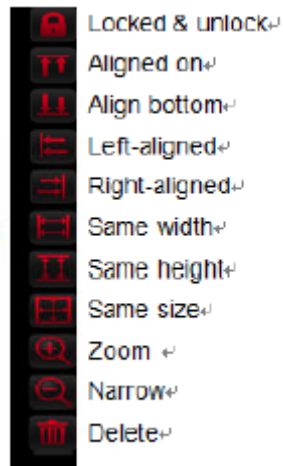 Locked & unlock
Aligned on
Align bottom
Left-aligned
Right-aligned
Same width
Same height
Same size
Zoom
Narrow
Delete